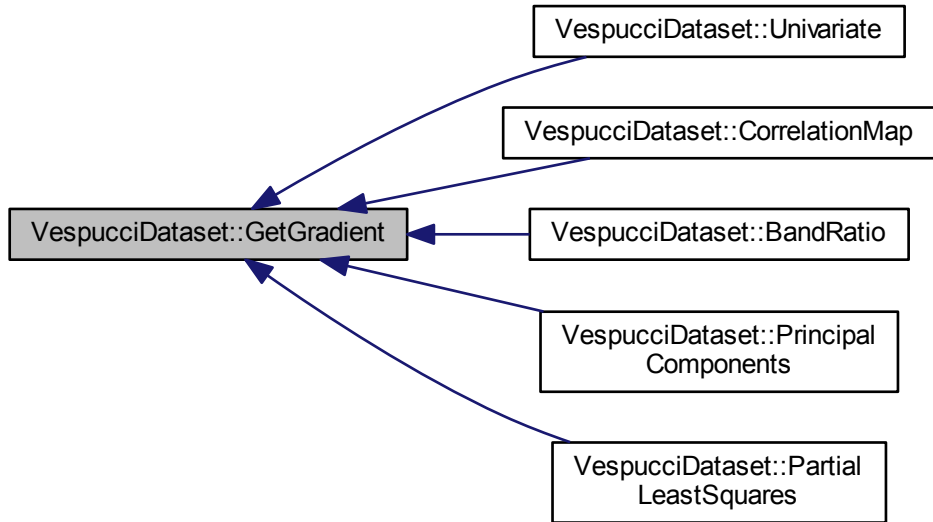 VespucciDataset::Univariate
VespucciDataset::CorrelationMap
VespucciDataset::GetGradient
VespucciDataset::BandRatio
VespucciDataset::Principal
Components
VespucciDataset::Partial
LeastSquares